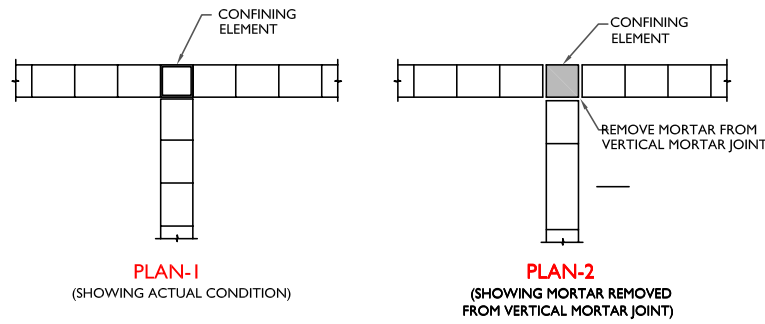 CONFINING
ELEMENT
PLAN-1
(SHOWING ACTUAL CONDITION)
CONFINING
ELEMENT
REMOVE MORTAR FROM
VERTICAL MORTAR JOINT
PLAN-2
(SHOWING MORTAR REMOVED
FROM VERTICAL MORTAR JOINT)